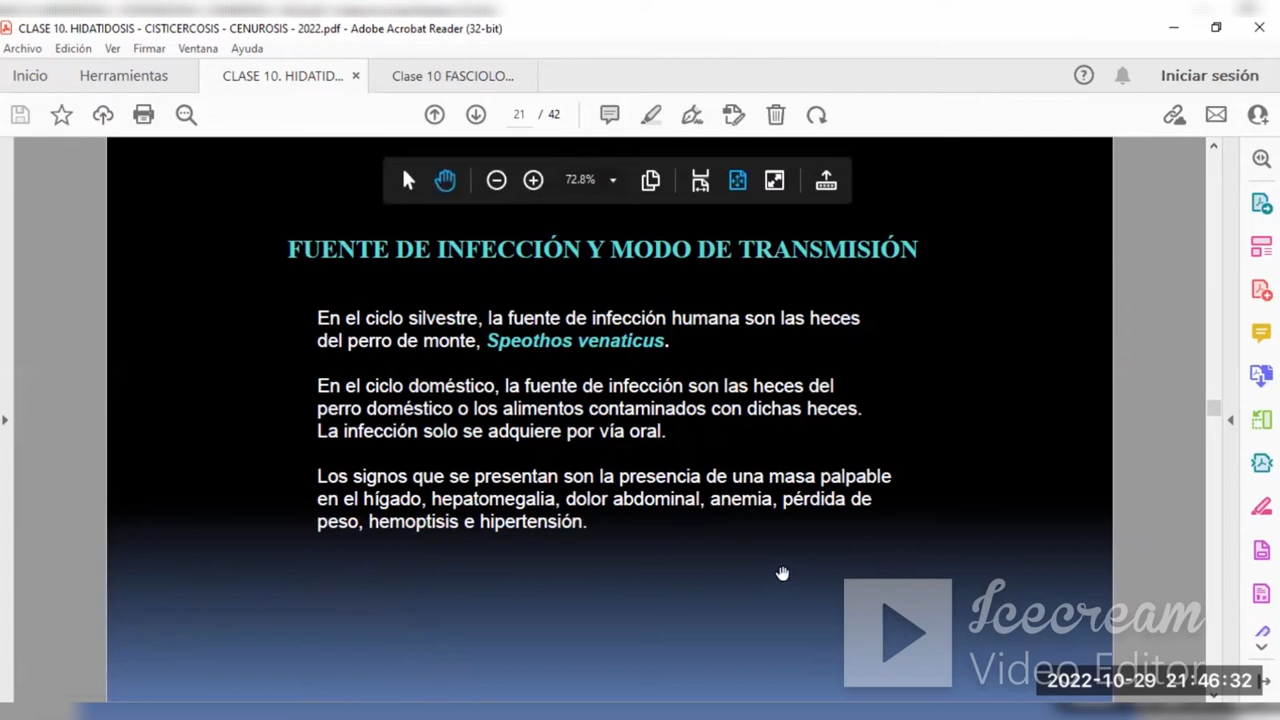 CLASE 10. HIDATIDOSIS - CISTICERCOSIS - CENUROSIS - 2022.pdf - Adobe Acrobat Reader (32-bit)
Archivo Edición Ver Firmar Ventana Ayuda
Inicio Herramientas CLASE 10. HIDATID... Clase 10 FASCIOLO... Iniciar sesión
21 / 42
72.8%
FUENTE DE INFECCIÓN Y MODO DE TRANSMISIÓN
En el ciclo silvestre, la fuente de infección humana son las heces
del perro de monte, Speothos venaticus.
En el ciclo doméstico, la fuente de infección son las heces del
perro doméstico o los alimentos contaminados con dichas heces.
La infección solo se adquiere por vía oral.
Los signos que se presentan son la presencia de una masa palpable
en el hígado, hepatomegalia, dolor abdominal, anemia, pérdida de
peso, hemoptisis e hipertensión.
Icecream
Video Editor
2022-10-29 21:46:32